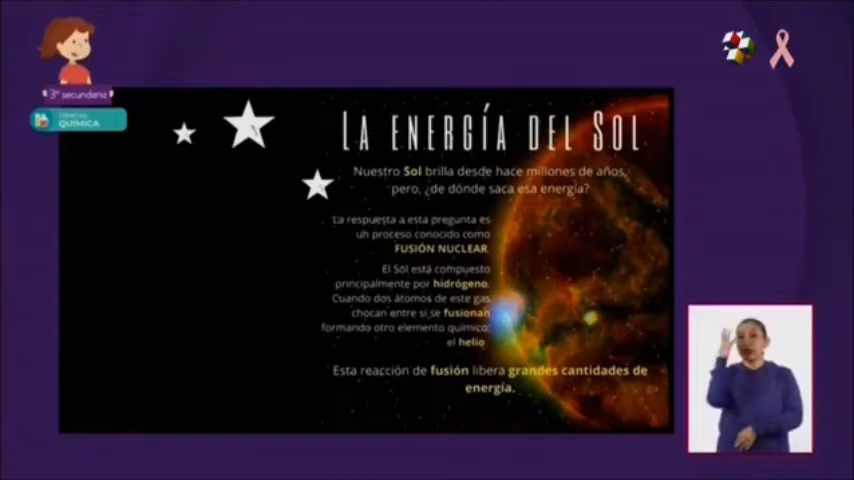 3° secundaria
CIENCIAS
QUÍMICA
LA ENERGÍA DEL SOL
Nuestro Sol brilla desde hace millones de años,
pero, ¿de dónde saca esa energía?
La respuesta a esta pregunta es
un proceso conocido como
FUSIÓN NUCLEAR
El Sol está compuesto
principalmente por hidrógeno.
Cuando dos átomos de este gas
chocan entre si se fusionan
formando otro elemento químico:
el helio.
Esta reacción de fusión libera grandes cantidades de
energía.